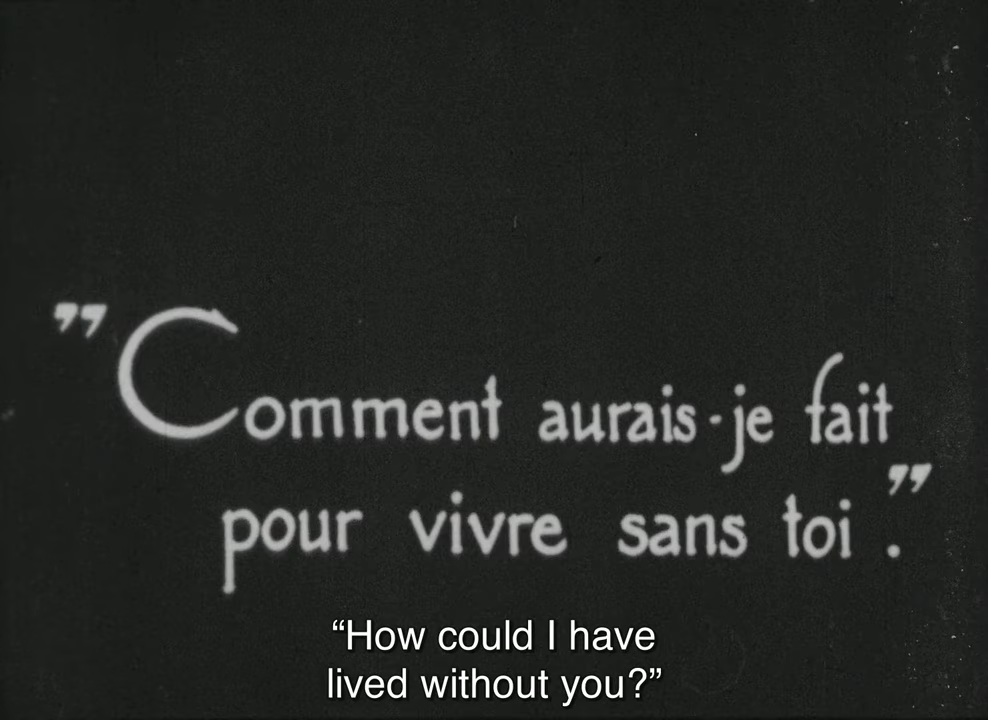 ”Comment aurais-je fait
pour vivre sans toi.”
“How could I have
lived without you?”